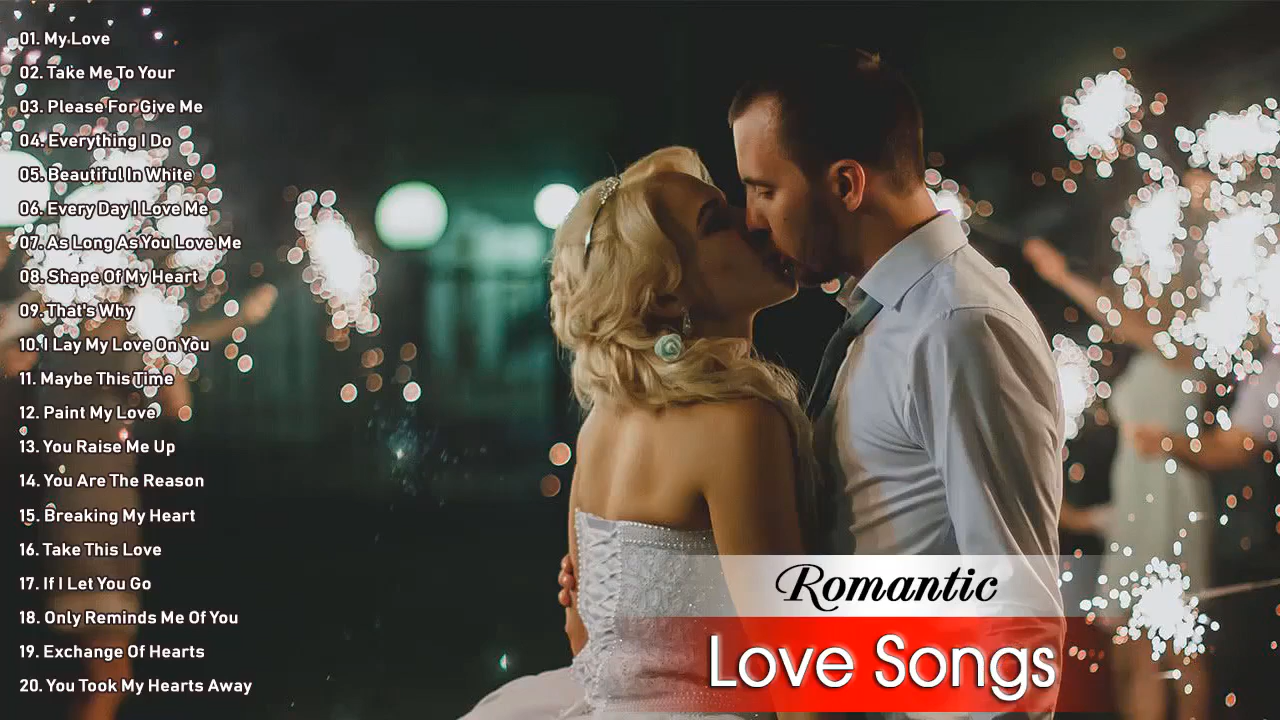 01. My Love
02. Take Me To Your
03. Please For Give Me
04. Everything I Do
05. Beautiful In White
06. Every Day I Love Me
07. As Long As You Love Me
08. Shape Of My Heart
09. That's Why
10. I Lay My Love On You
11. Maybe This Time
12. Paint My Love
13. You Raise Me Up
14. You Are The Reason
15. Breaking My Heart
16. Take This Love
17. If I Let You Go
18. Only Reminds Me Of You
19. Exchange Of Hearts
20. You Took My Hearts Away
Romantic
Love Songs